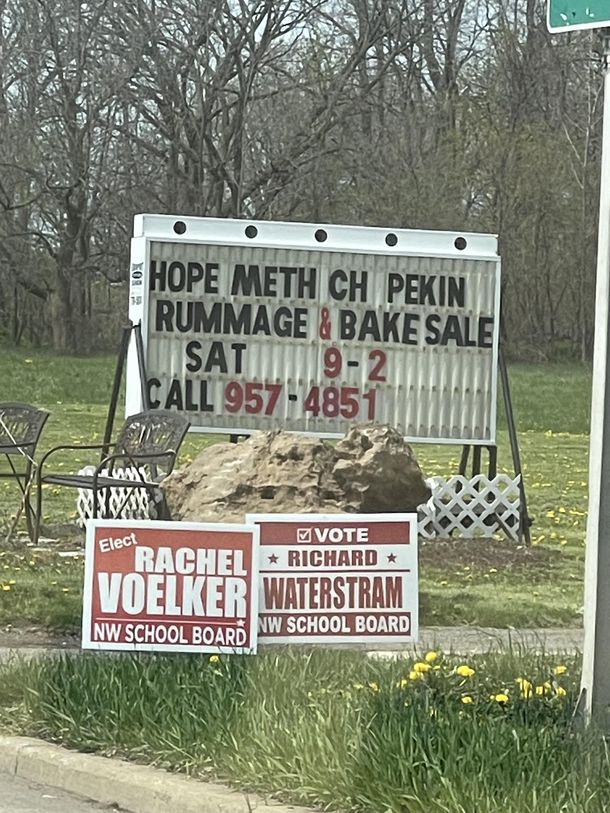 HOPE METH CH PEKIN
RUMMAGE & BAKE SALE
SAT 9-2
CALL 957-4851
Elect
RACHEL
VOELKER
NW SCHOOL BOARD
VOTE
RICHARD
WATERSTRAM
NW SCHOOL BOARD